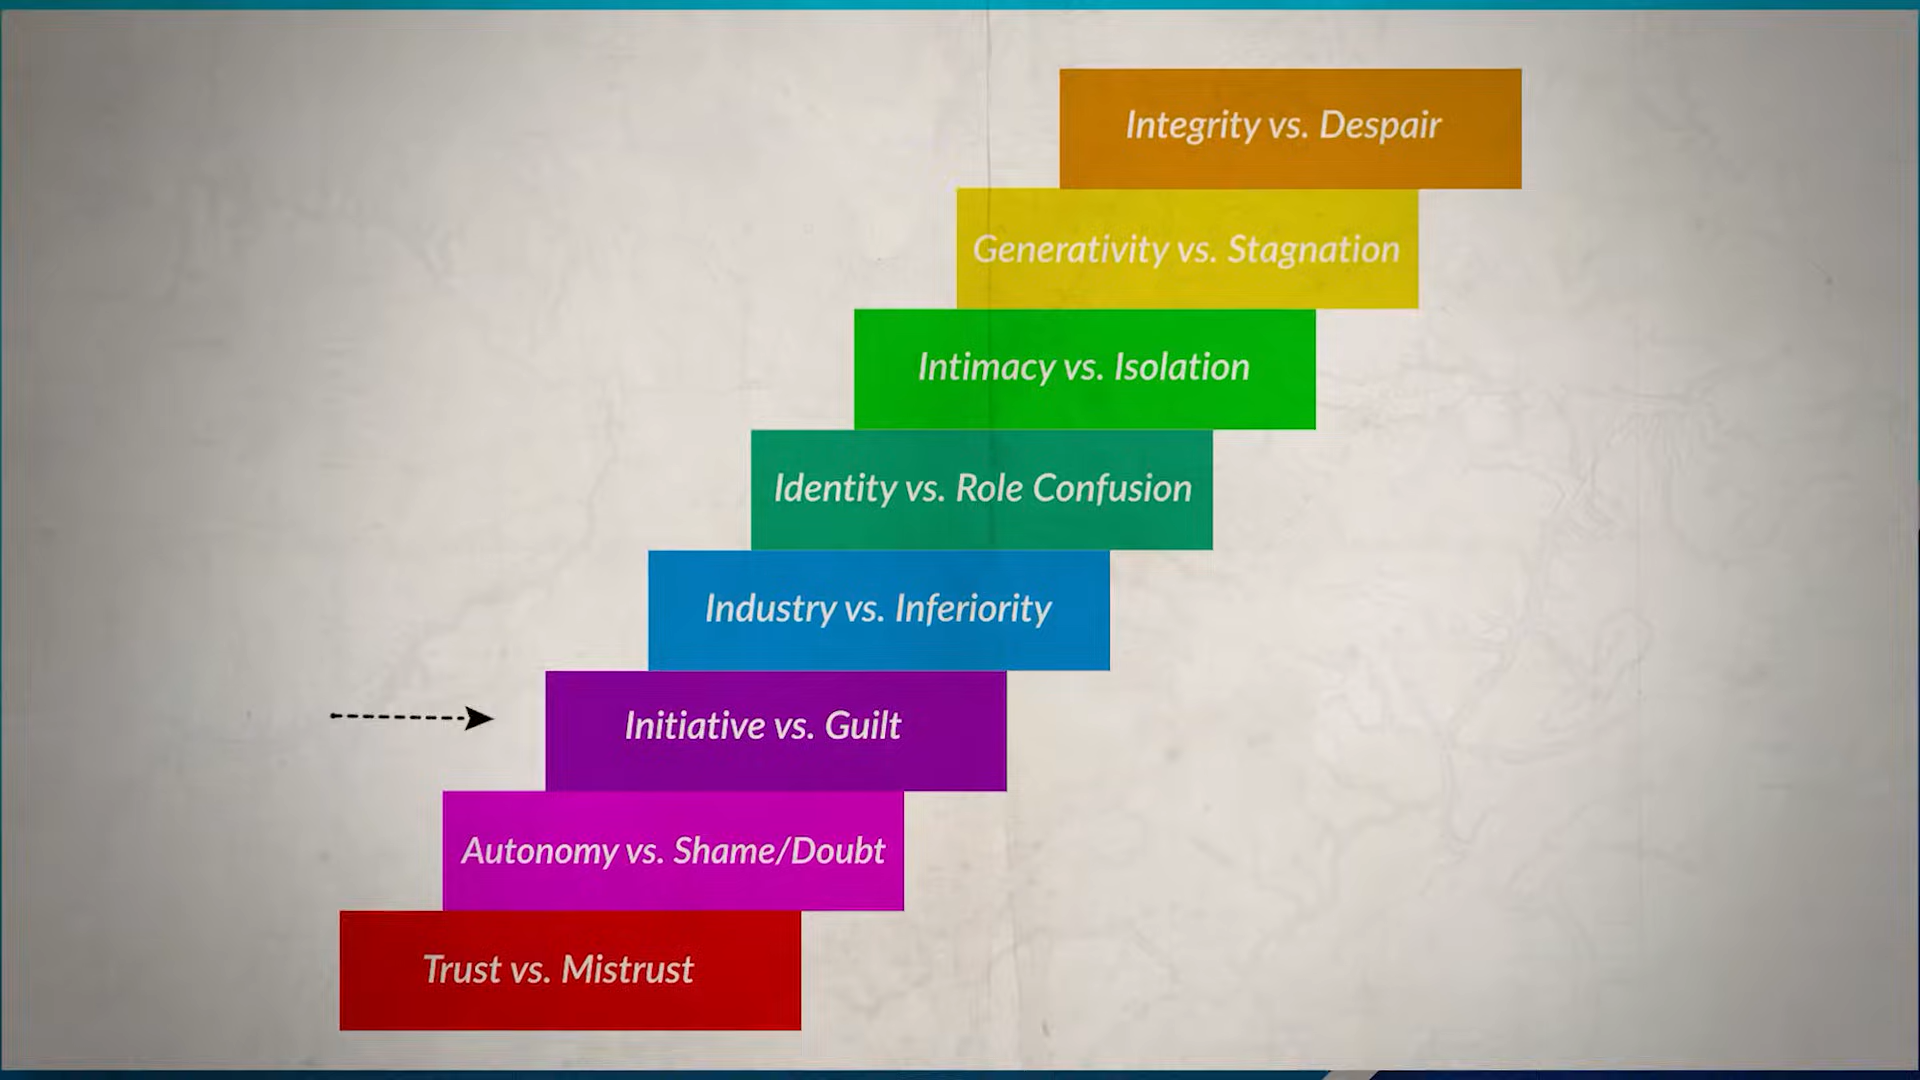 Integrity vs. Despair
Generativity vs. Stagnation
Intimacy vs. Isolation
Identity vs. Role Confusion
Industry vs. Inferiority
Initiative vs. Guilt
Autonomy vs. Shame/Doubt
Trust vs. Mistrust